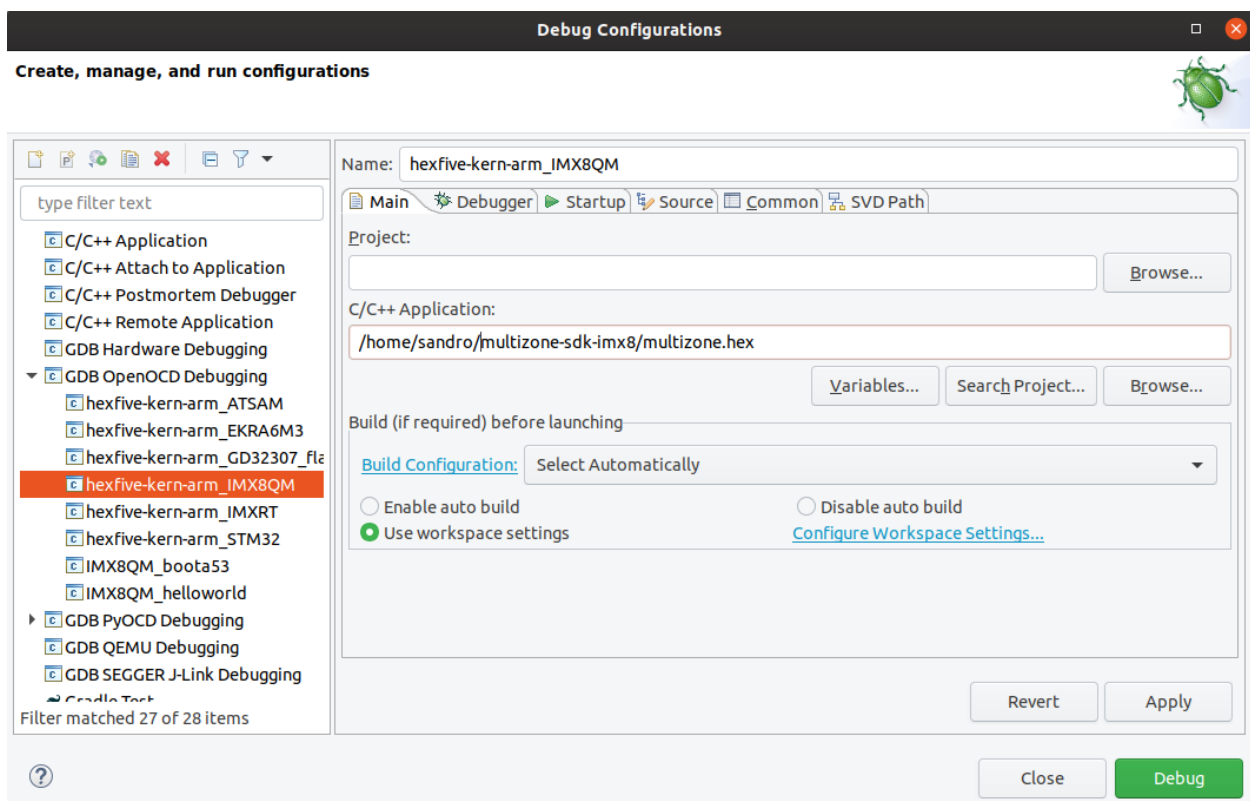 Debug Configurations
Create, manage, and run configurations
type filter text
C/C++ Application
C/C++ Attach to Application
C/C++ Postmortem Debugger
C/C++ Remote Application
GDB Hardware Debugging
GDB OpenOCD Debugging
hexfive-kern-arm_ATSAM
hexfive-kern-arm_EKRA6M3
hexfive-kern-arm_GD32307_fla
hexfive-kern-arm_IMX8QM
hexfive-kern-arm_IMXRT
hexfive-kern-arm_STM32
IMX8QM_boota53
IMX8QM_helloworld
GDB PyOCD Debugging
GDB QEMU Debugging
GDB SEGGER J-Link Debugging
Gradle Test
Filter matched 27 of 28 items
Name: hexfive-kern-arm_IMX8QM
Main Debugger Startup Source Common SVD Path
Project:
Browse...
C/C++ Application:
/home/sandro/multizone-sdk-imx8/multizone.hex
Variables... Search Project... Browse...
Build (if required) before launching
Build Configuration: Select Automatically
Enable auto build Disable auto build
Use workspace settings Configure Workspace Settings...
Revert Apply
Close Debug